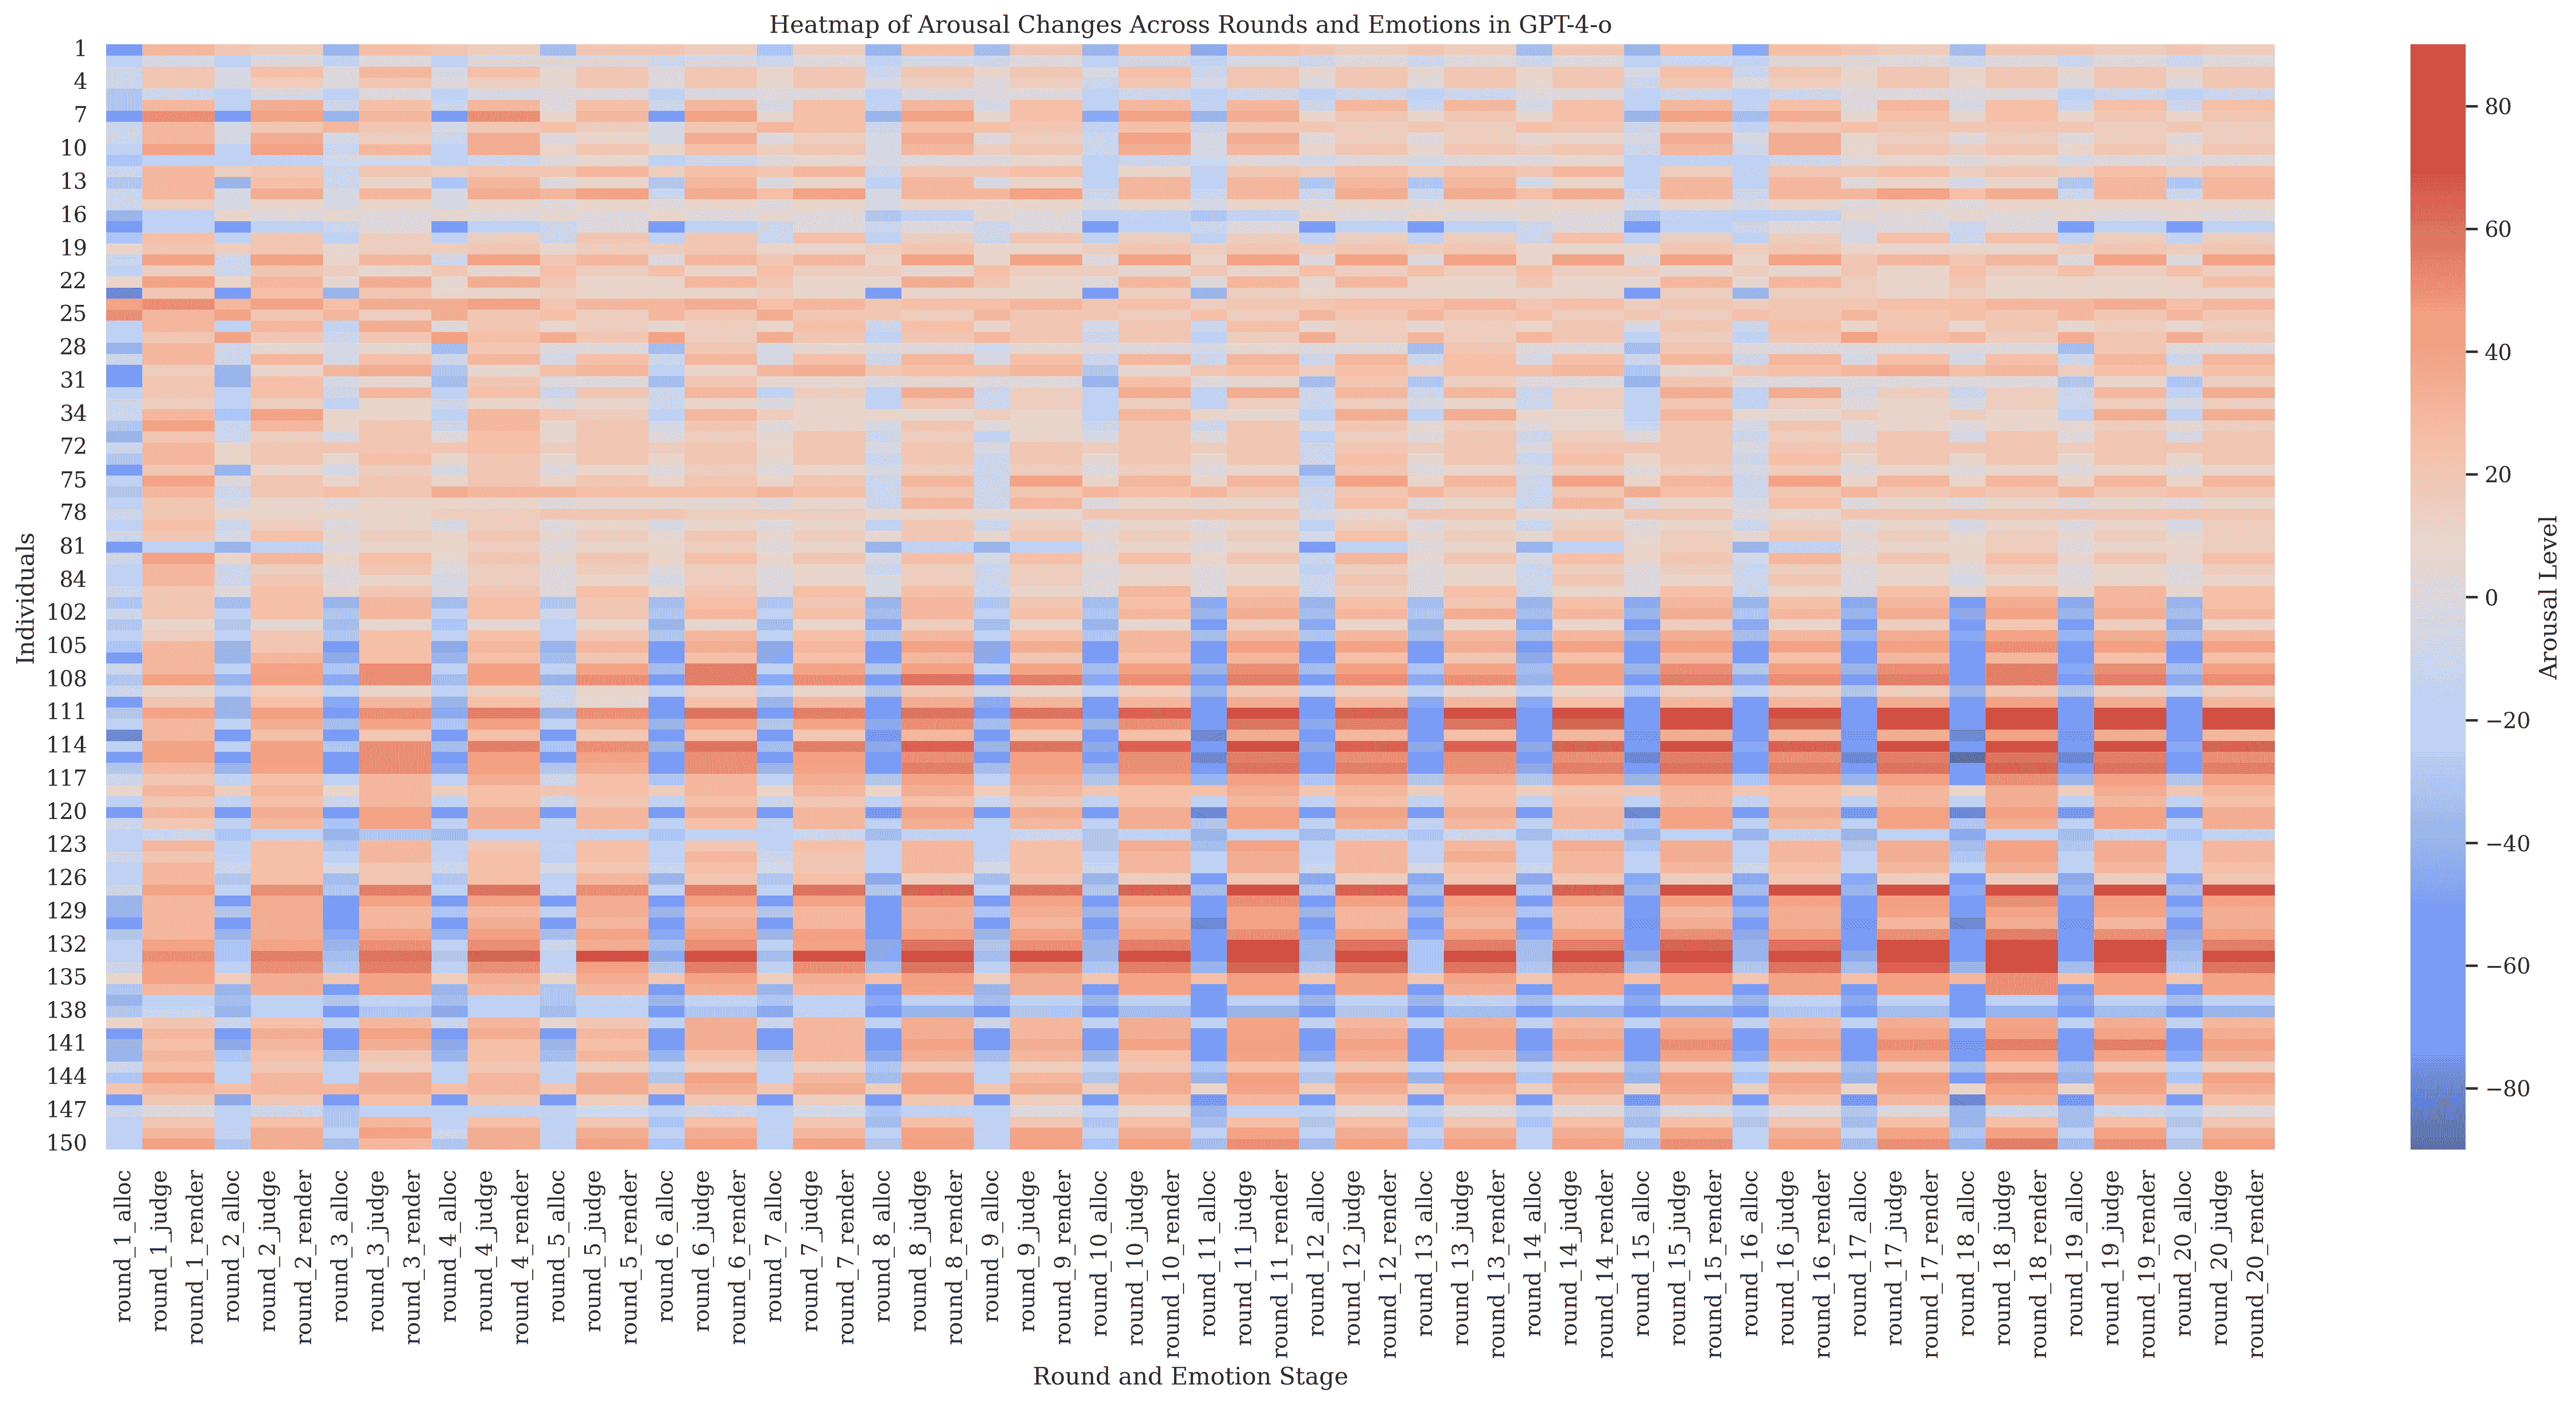 Heatmap of Arousal Changes Across Rounds and Emotions in GPT-4-o
Individuals
1
4
7
10
13
16
19
22
25
28
31
34
72
75
78
81
84
102
105
108
111
114
117
120
123
126
129
132
135
138
141
144
147
150
round_1_alloc
round_1_judge
round_1_render
round_2_alloc
round_2_judge
round_2_render
round_3_alloc
round_3_judge
round_3_render
round_4_alloc
round_4_judge
round_4_render
round_5_alloc
round_5_judge
round_5_render
round_6_alloc
round_6_judge
round_6_render
round_7_alloc
round_7_judge
round_7_render
round_8_alloc
round_8_judge
round_8_render
round_9_alloc
round_9_judge
round_9_render
round_10_alloc
round_10_judge
round_10_render
round_11_alloc
round_11_judge
round_11_render
round_12_alloc
round_12_judge
round_12_render
round_13_alloc
round_13_judge
round_13_render
round_14_alloc
round_14_judge
round_14_render
round_15_alloc
round_15_judge
round_15_render
round_16_alloc
round_16_judge
round_16_render
round_17_alloc
round_17_judge
round_17_render
round_18_alloc
round_18_judge
round_18_render
round_19_alloc
round_19_judge
round_19_render
round_20_alloc
round_20_judge
round_20_render
Round and Emotion Stage
80
60
40
20
0
−20
−40
−60
−80
Arousal Level